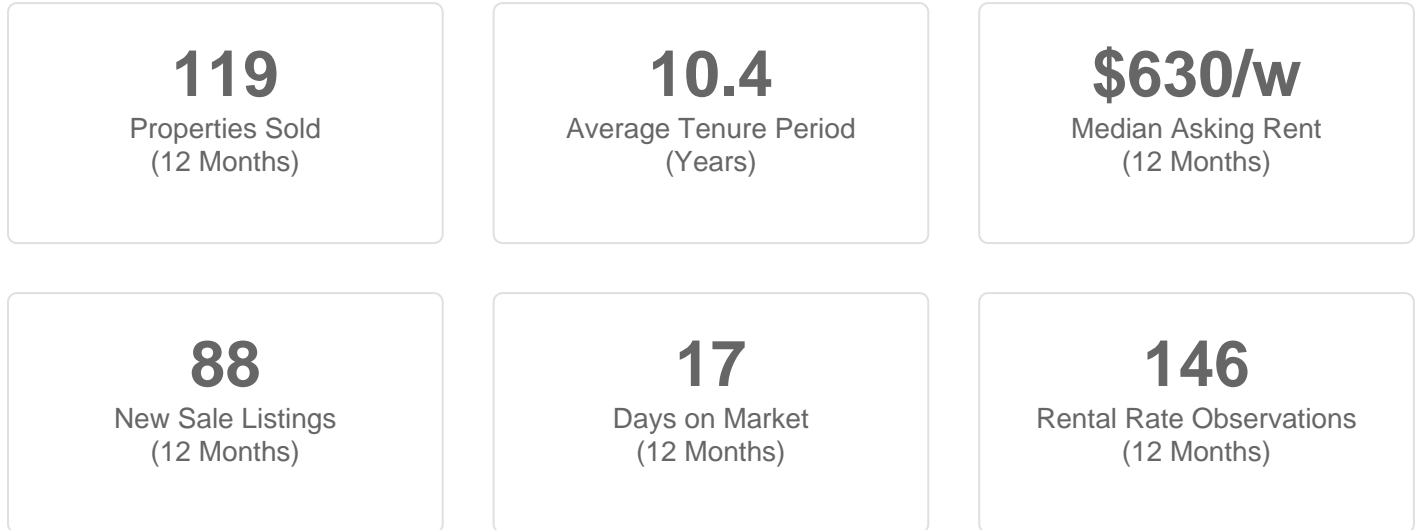 119
Properties Sold
(12 Months)
10.4
Average Tenure Period
(Years)
$630/w
Median Asking Rent
(12 Months)
88
New Sale Listings
(12 Months)
17
Days on Market
(12 Months)
146
Rental Rate Observations
(12 Months)